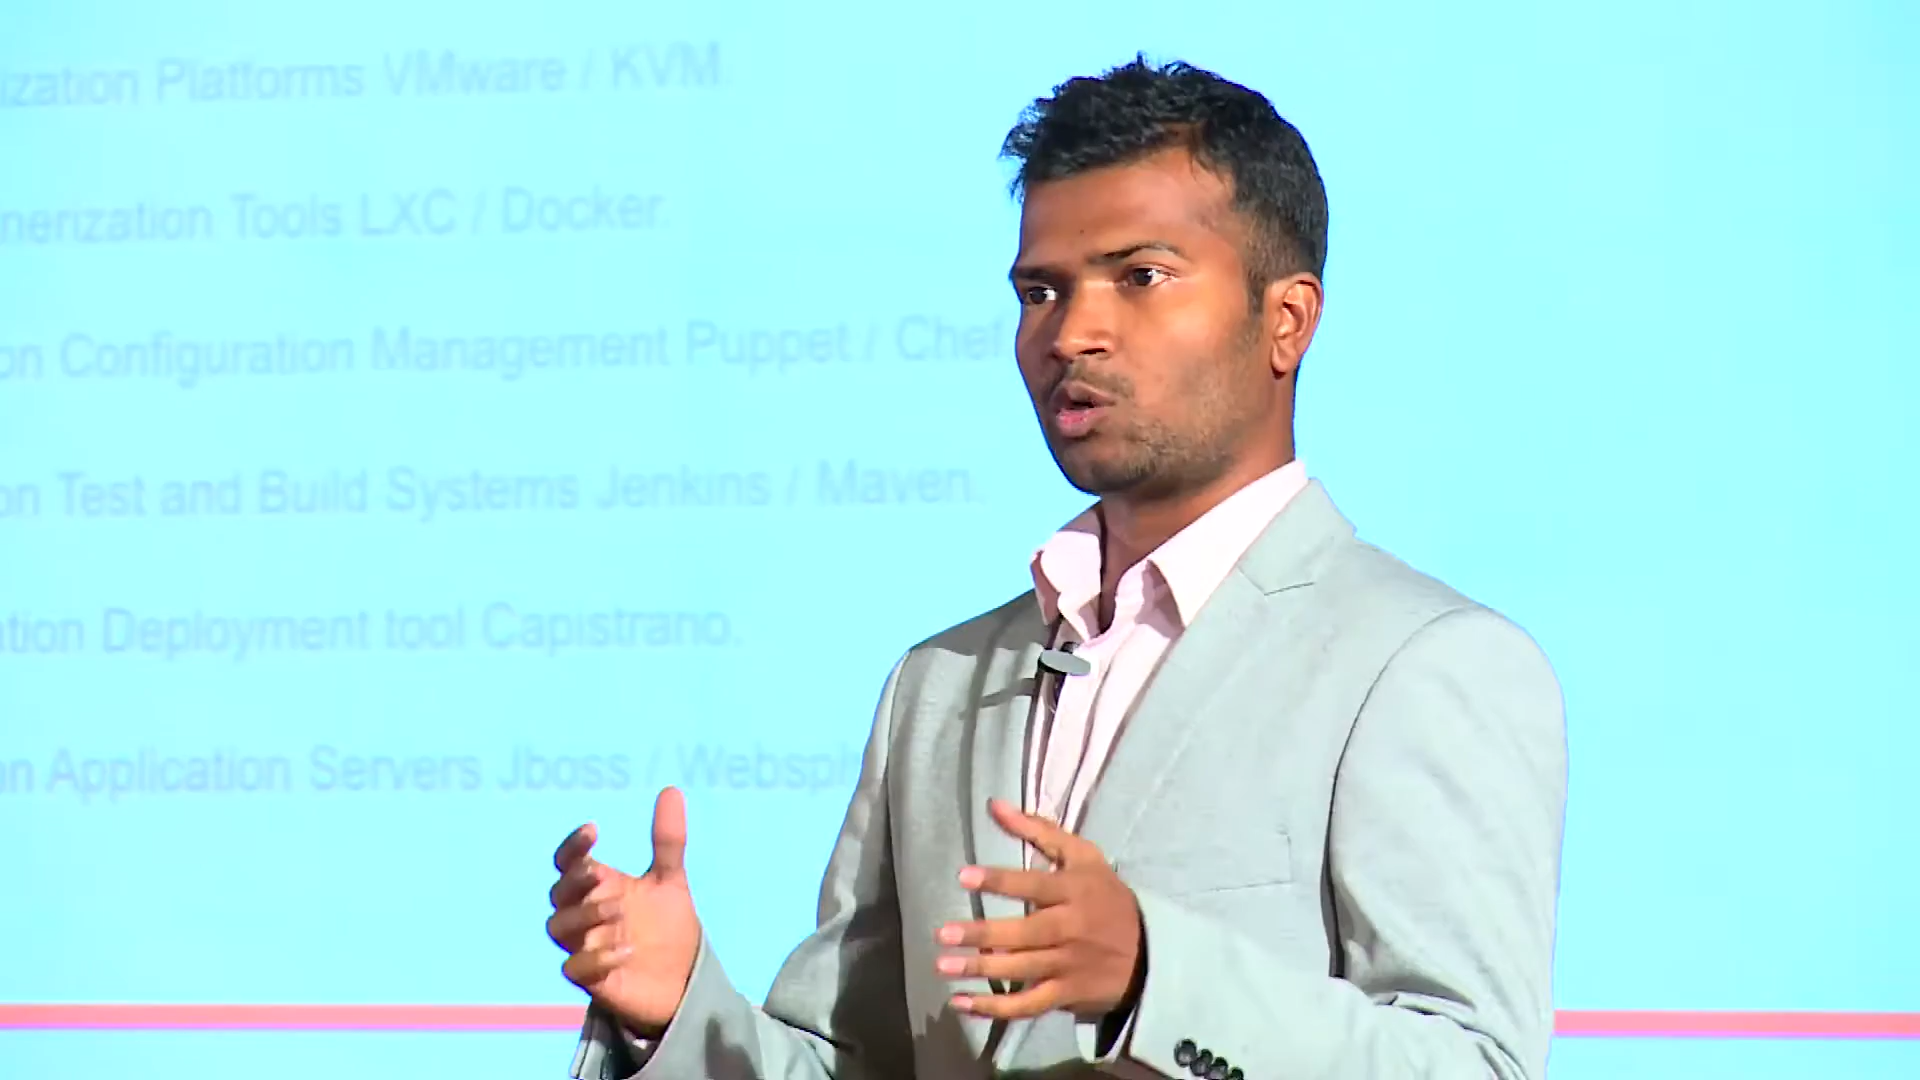 ization Platforms VMware / KVM.
nerization Tools LXC / Docker.
on Configuration Management Puppet / Chef
on Test and Build Systems Jenkins / Maven.
ation Deployment tool Capistrano.
an Application Servers Jboss / Websph